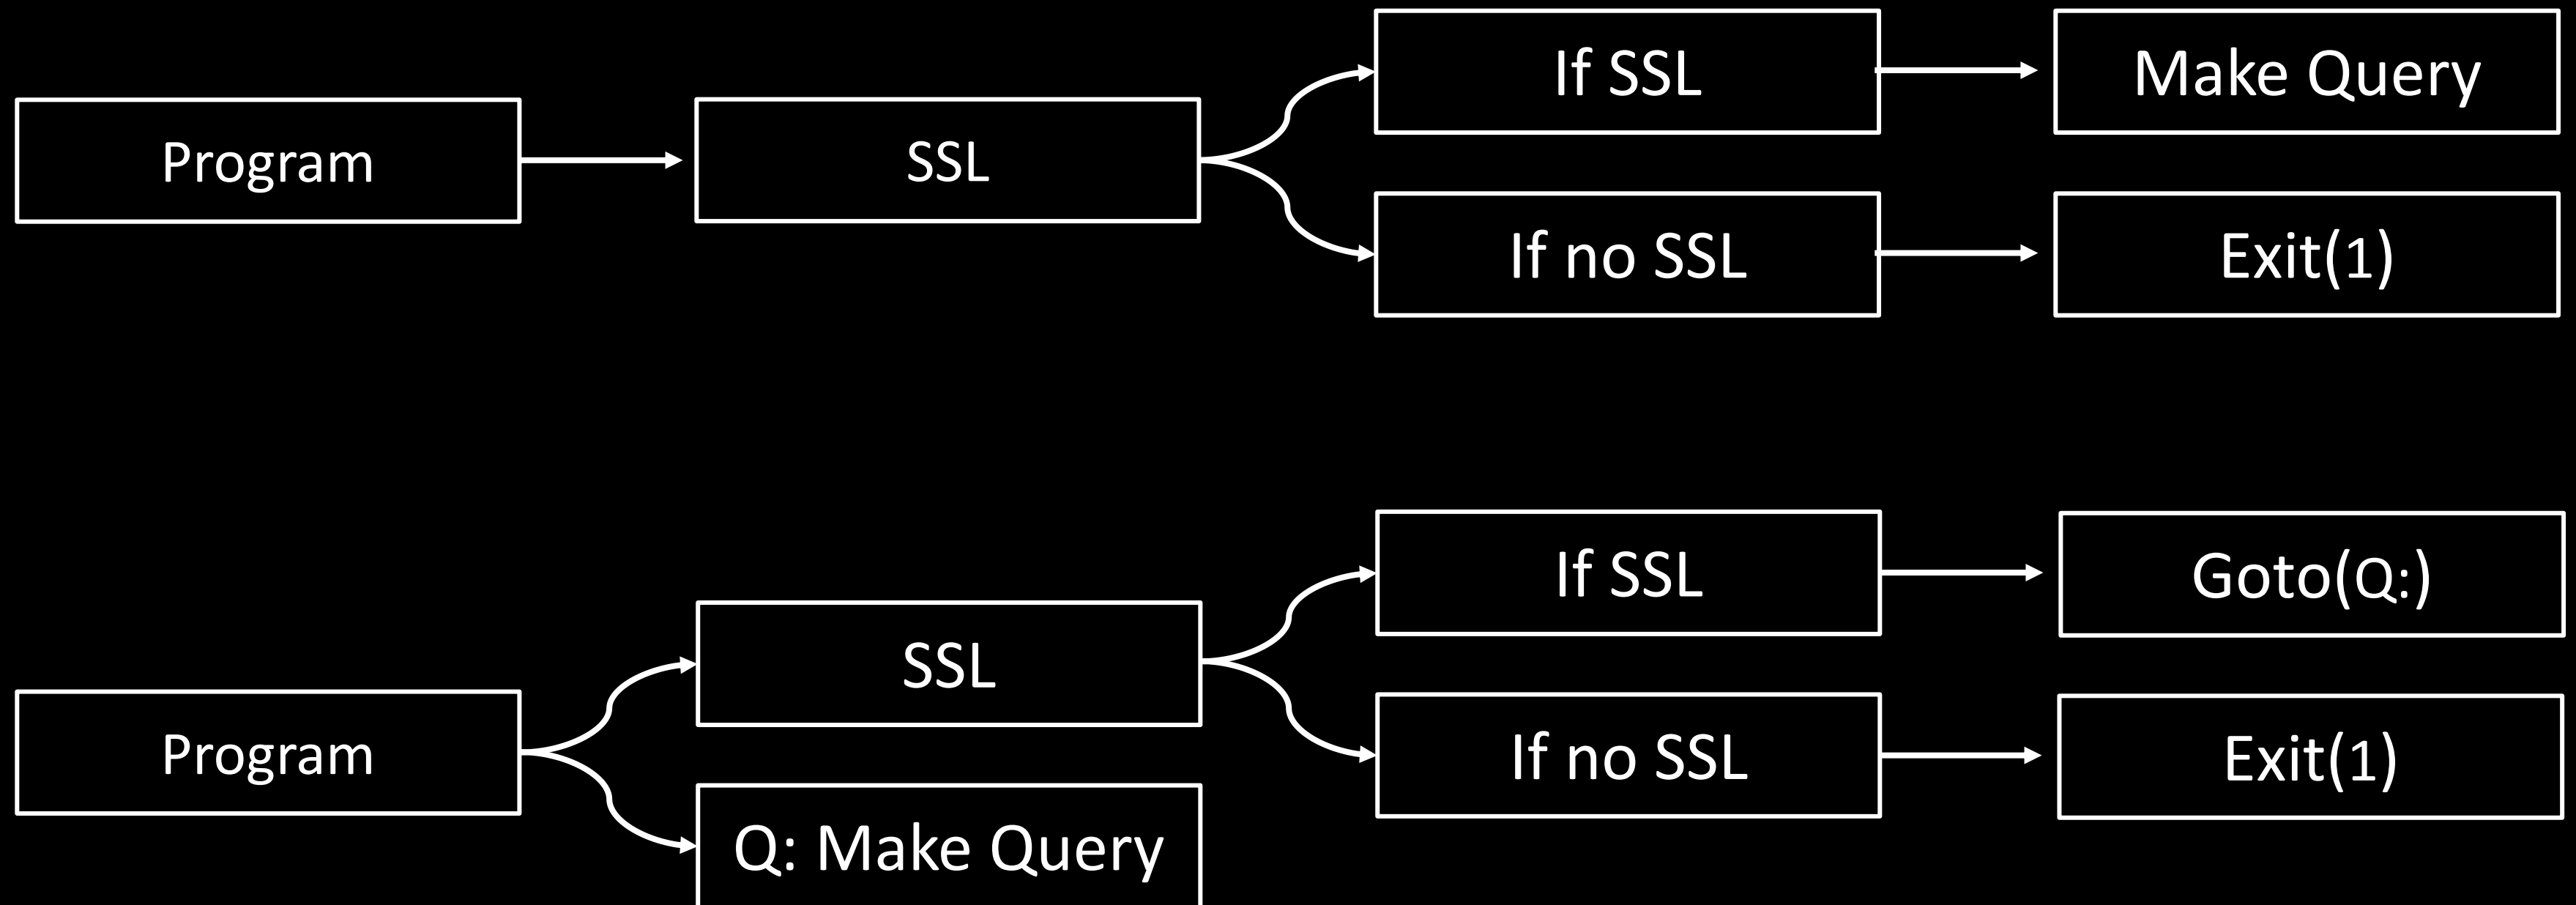 If SSL
Make Query
Program
SSL
If no SSL
Exit(1)
If SSL
Goto(Q:)
SSL
Program
If no SSL
Exit(1)
Q: Make Query